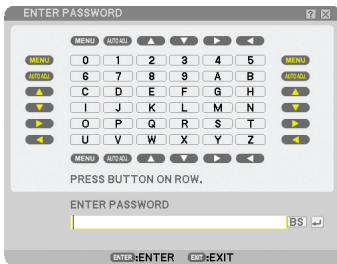 ENTER PASSWORD
MENU AUTO ADJ.
MENU 0 1 2 3 4 5 MENU
AUTO ADJ. 6 7 8 9 A B AUTO ADJ.
C D E F G H
I J K L M N
O P Q R S T
U V W X Y Z
MENU AUTO ADJ.
PRESS BUTTON ON ROW.
ENTER PASSWORD
BS
ENTER :ENTER EXIT :EXIT